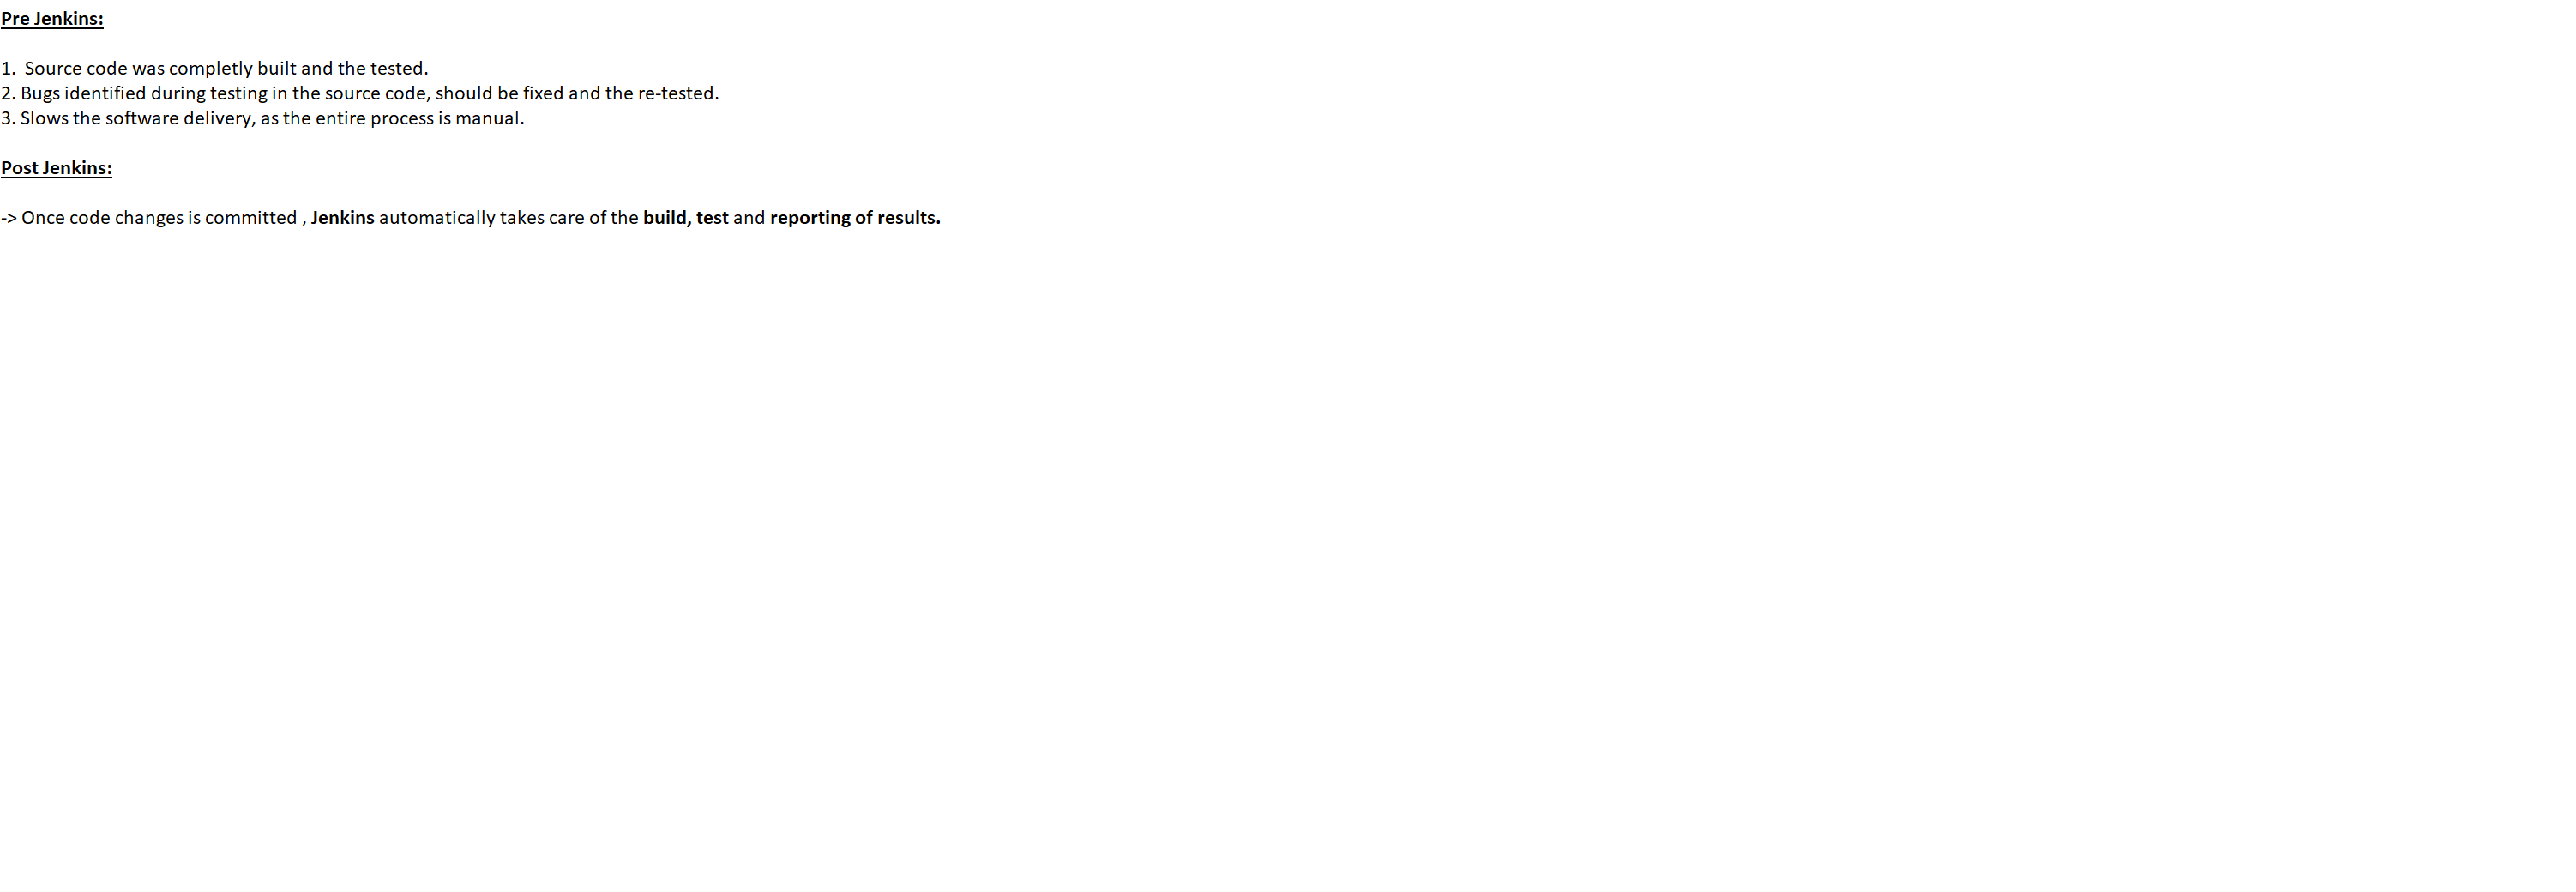 Pre Jenkins:
1.  Source code was completly built and the tested.
2. Bugs identified during testing in the source code, should be fixed and the re-tested.
3. Slows the software delivery, as the entire process is manual.
Post Jenkins:
-> Once code changes is committed , Jenkins automatically takes care of the build, test and reporting of results.